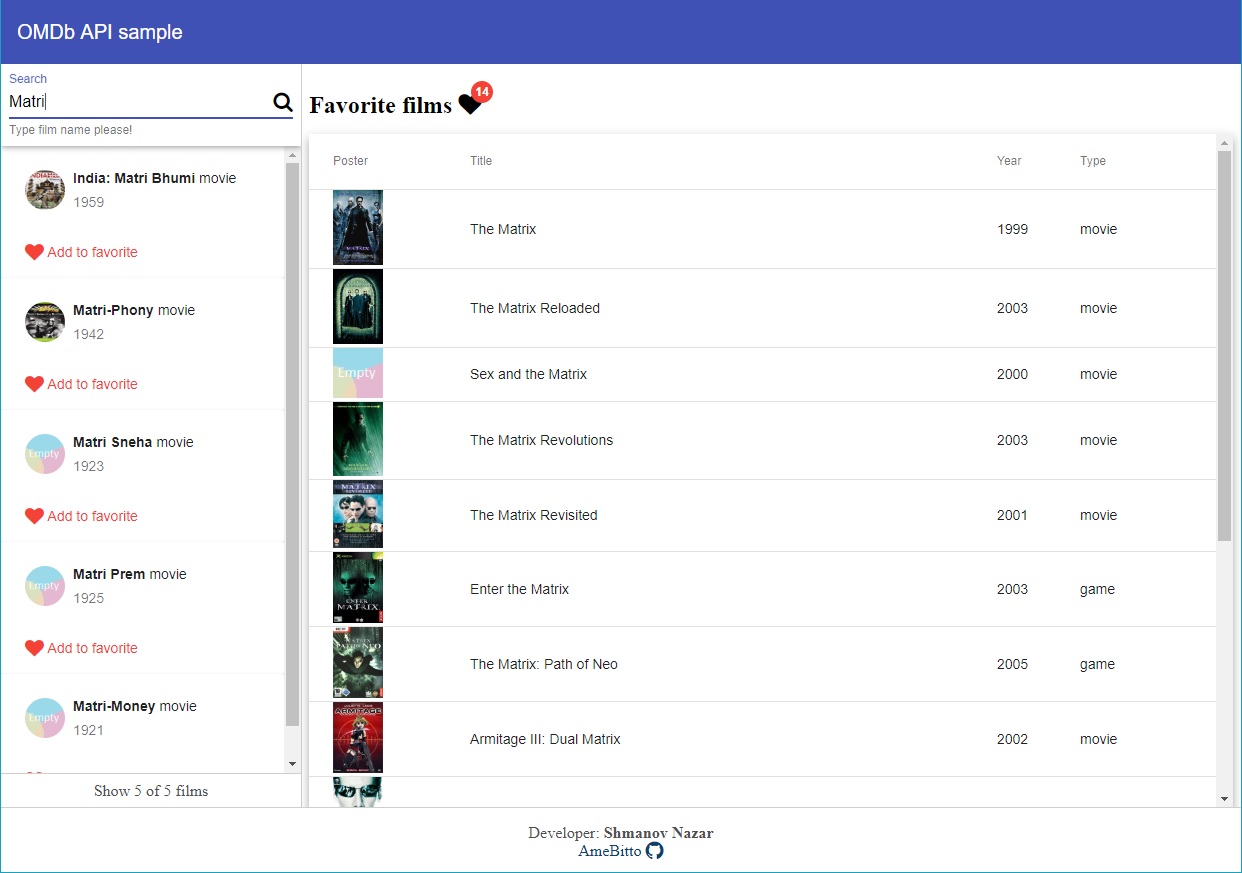 OMDb API sample
Search
Matri
Type film name please!
India: Matri Bhumi movie
1959
Add to favorite
Matri-Phony movie
1942
Add to favorite
Empty
Matri Sneha movie
1923
Add to favorite
Empty
Matri Prem movie
1925
Add to favorite
Empty
Matri-Money movie
1921
Show 5 of 5 films
Favorite films 14
Poster Title Year Type
The Matrix 1999 movie
The Matrix Reloaded 2003 movie
Empty Sex and the Matrix 2000 movie
The Matrix Revolutions 2003 movie
The Matrix Revisited 2001 movie
ENTER
MATRIX
Enter the Matrix 2003 game
The Matrix: Path of Neo 2005 game
ARMITAGE
Armitage III: Dual Matrix 2002 movie
Developer: Shmanov Nazar
AmeBitto